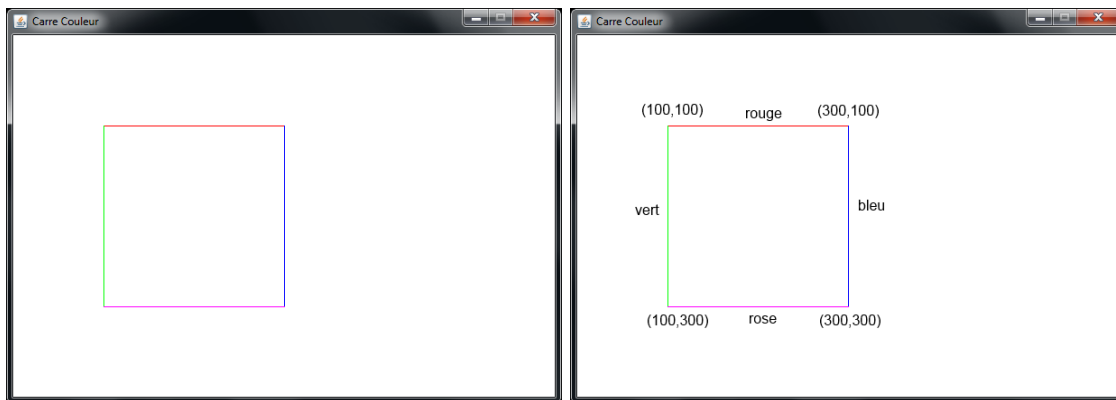 Carre Couleur
Carre Couleur
(100,100) rouge (300,100)
vert bleu
(100,300) rose (300,300)